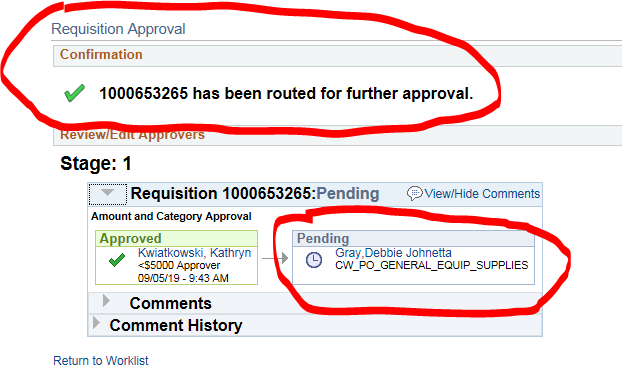 Requisition Approval
Confirmation
1000653265 has been routed for further approval.
Review/Edit Approvers
Stage: 1
Requisition 1000653265:Pending View/Hide Comments
Amount and Category Approval
Approved
Kwiatkowski, Kathryn
<$5000 Approver
09/05/19 - 9:43 AM
Pending
Gray,Debbie Johnetta
CW_PO_GENERAL_EQUIP_SUPPLIES
Comments
Comment History
Return to Worklist